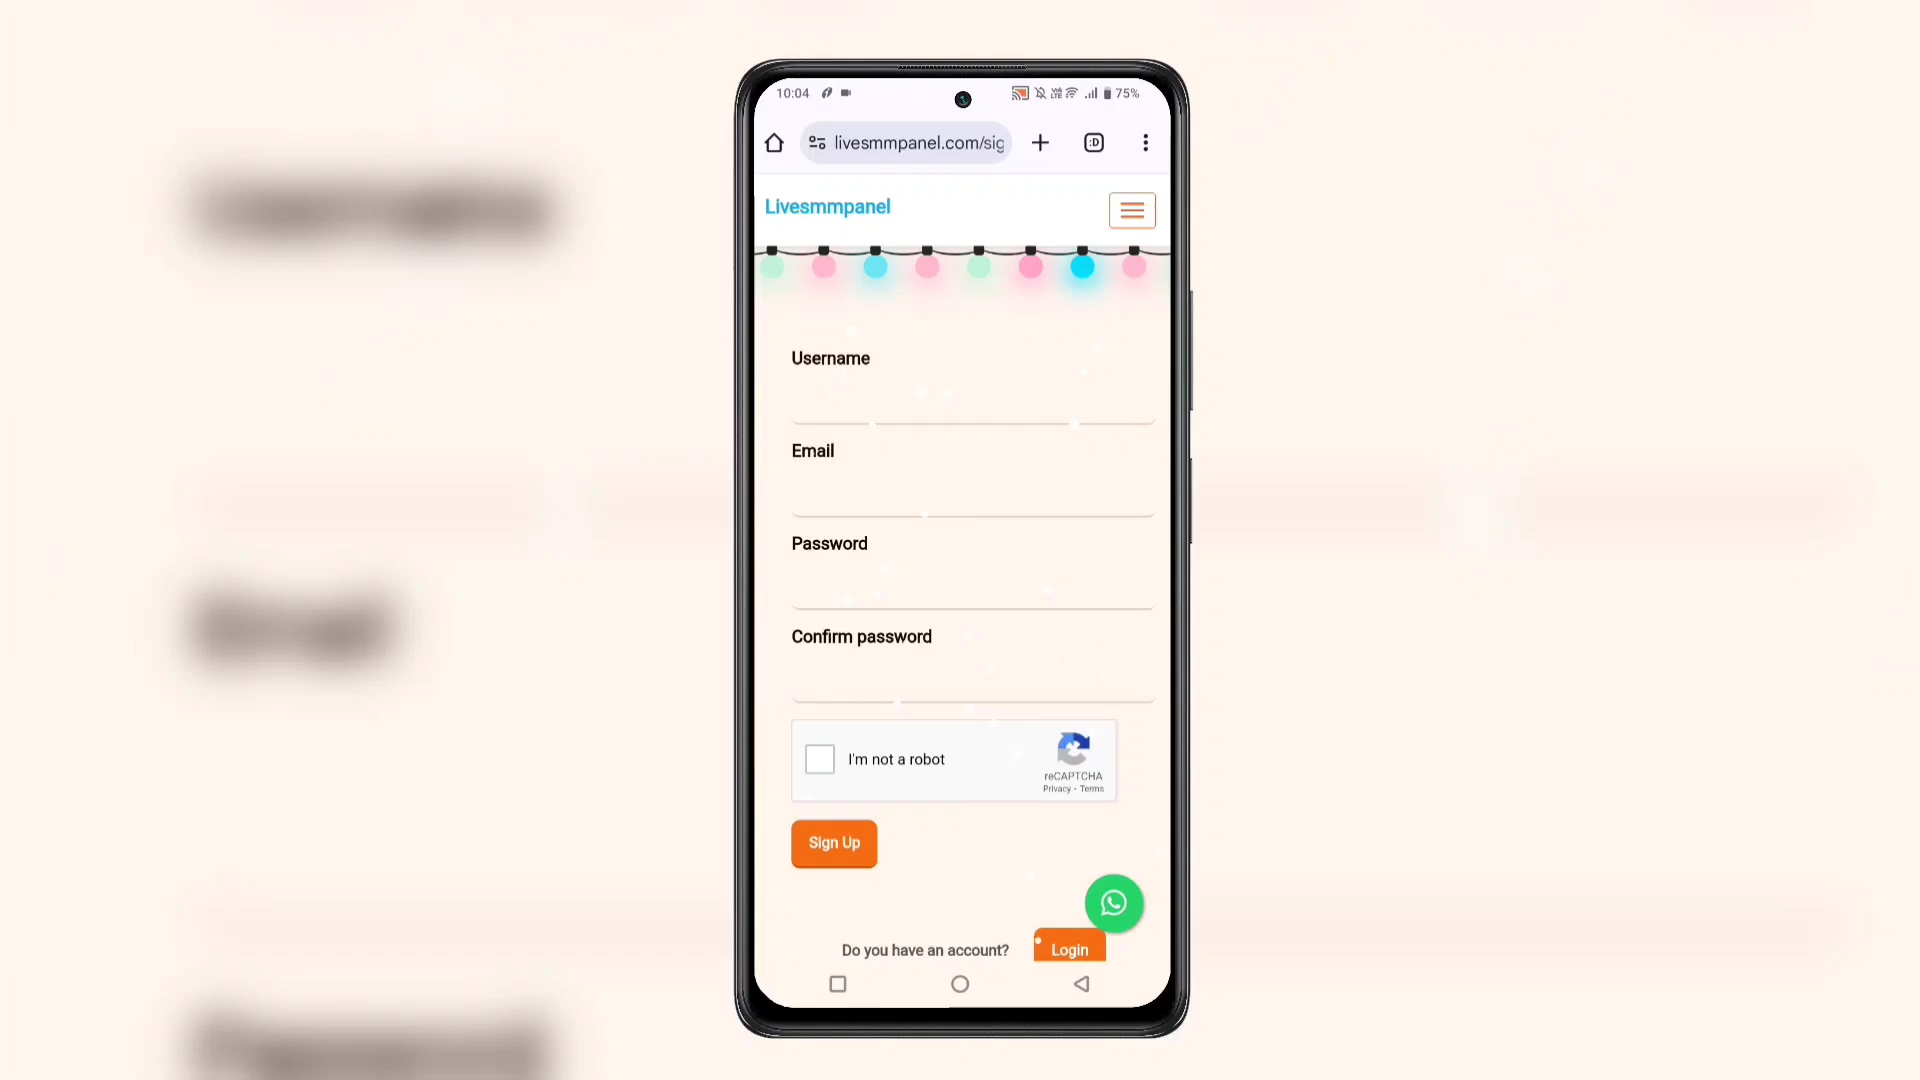 10:04
75%
livesmmpanel.com/sig
:D
Livesmmpanel
Username
Email
Password
Confirm password
I'm not a robot
reCAPTCHA
Privacy - Terms
Sign Up
Do you have an account?
Login